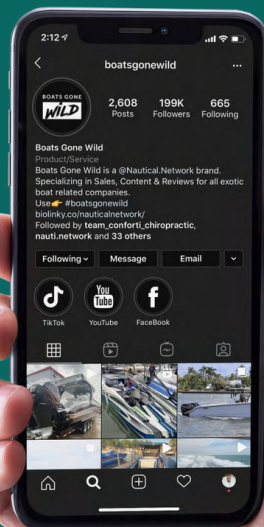 2:12
boatsgonewild
BOATS GONE
WILD
2,608
199K
665
Posts
Followers
Following
Boats Gone Wild
Product/Service
Boats Gone Wild is a @Nautical.Network brand.
Specializing in Sales, Content & Reviews for all exotic
boat related companies.
Use👉 #boatsgonewild
biolinky.co/nauticalnetwork/
Followed by team_conforti_chiropractic,
nauti.network and 33 others
Following
Message
Email
You
Tube
f
TikTok
YouTube
FaceBook